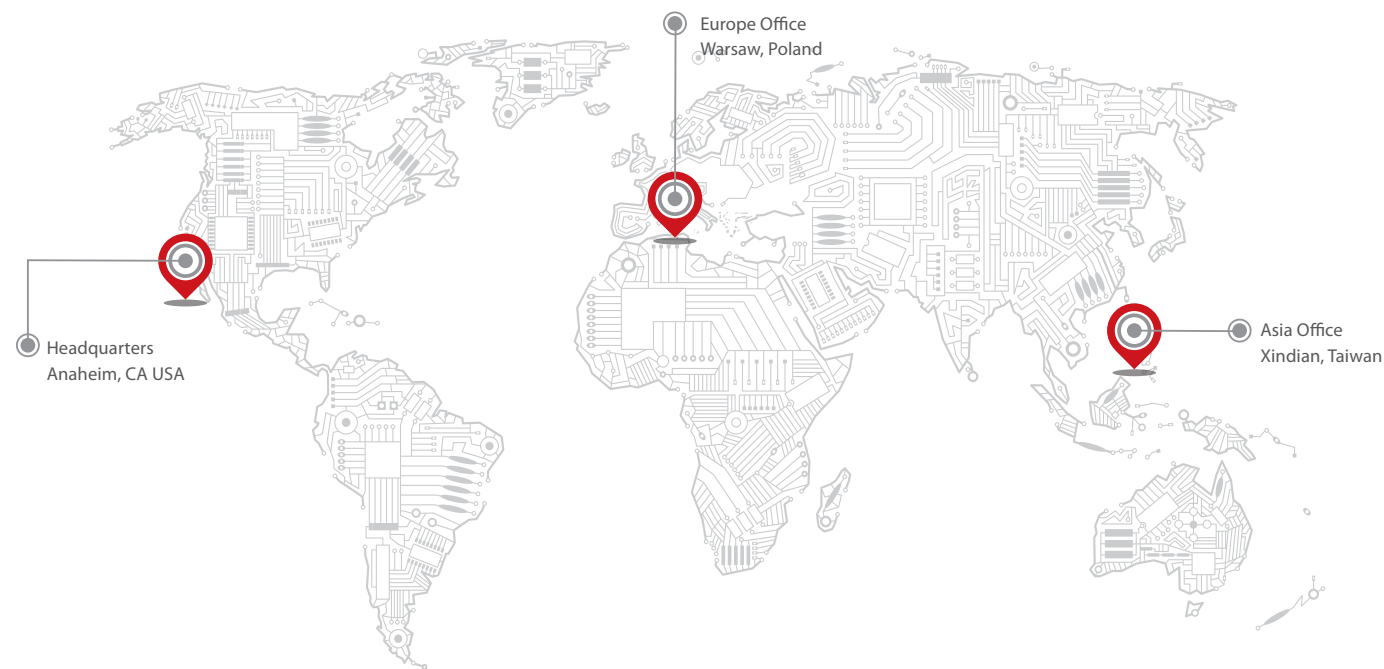 Europe Office
Warsaw, Poland
Headquarters
Anaheim, CA USA
Asia Office
Xindian, Taiwan